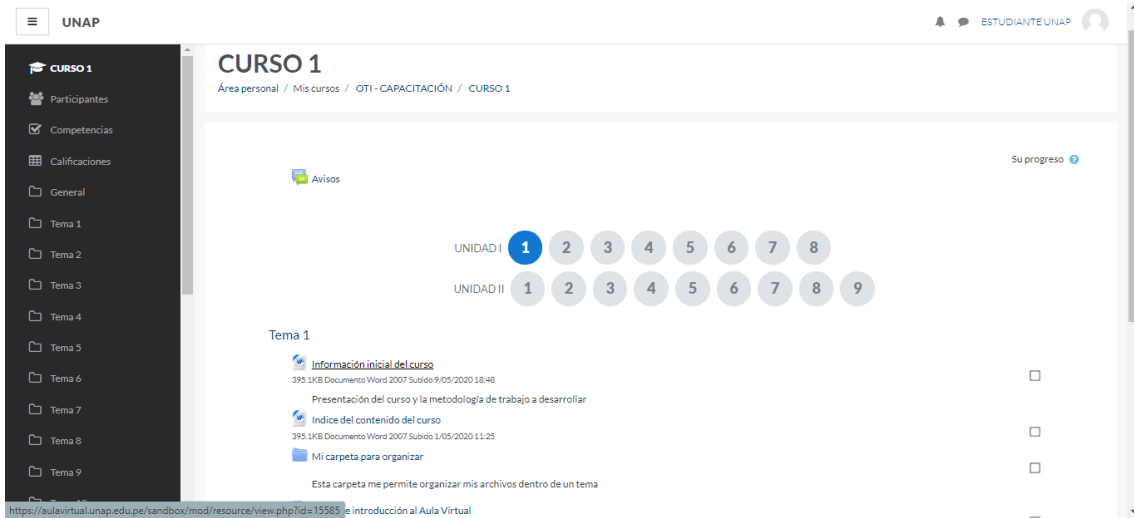 UNAP
ESTUDIANTE UNAP
CURSO 1
Participantes
Competencias
Calificaciones
General
Tema 1
Tema 2
Tema 3
Tema 4
Tema 5
Tema 6
Tema 7
Tema 8
Tema 9
CURSO 1
Área personal / Mis cursos / OTI - CAPACITACIÓN / CURSO 1
Su progreso
Avisos
UNIDAD I 1 2 3 4 5 6 7 8
UNIDAD II 1 2 3 4 5 6 7 8 9
Tema 1
Información inicial del curso
395.1KB Documento Word 2007 Subido 9/05/2020 18:48
Presentación del curso y la metodología de trabajo a desarrollar
Indice del contenido del curso
395.1KB Documento Word 2007 Subido 1/05/2020 11:25
Mi carpeta para organizar
Esta carpeta me permite organizar mis archivos dentro de un tema
e introducción al Aula Virtual
https://aulavirtual.unap.edu.pe/sandbox/mod/resource/view.php?id=15585